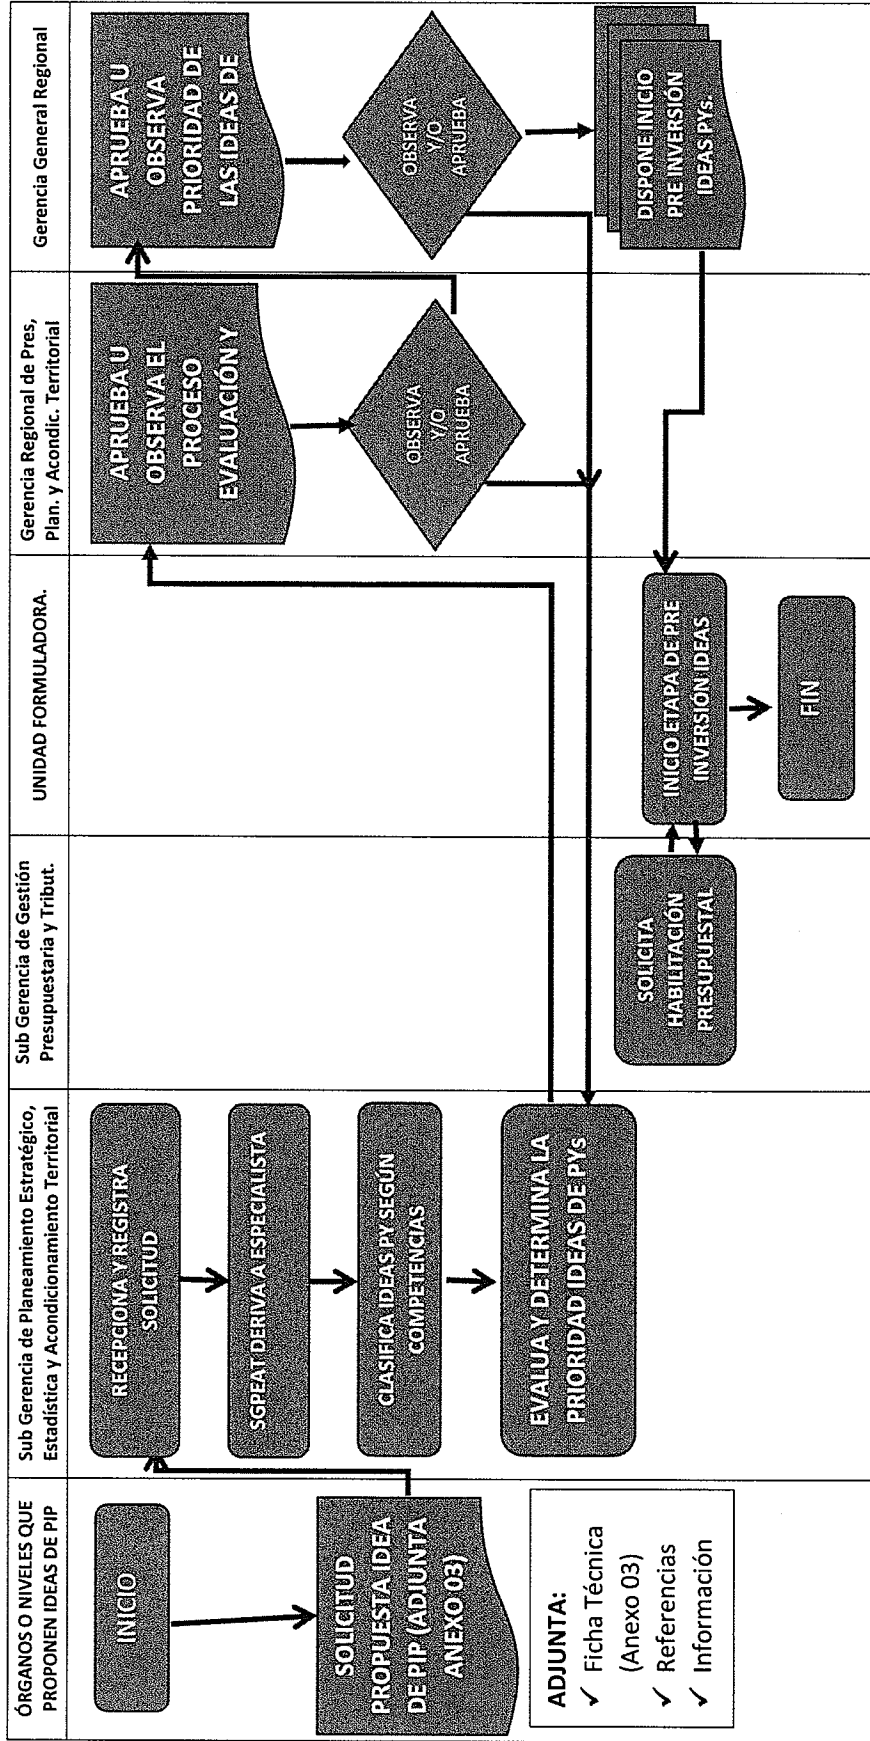 ÓRGANOS O NIVELES QUE
PROPONEN IDEAS DE PIP
Sub Gerencia de Planeamiento Estratégico,
Estadística y Acondicionamiento Territorial
Sub Gerencia de Gestión
Presupuestaria y Tribut.
UNIDAD FORMULADORA.
Gerencia Regional de Pres,
Plan. y Acondic. Territorial
Gerencia General Regional
INICIO
SOLICITUD
PROPUESTA IDEA
DE PIP (ADJUNTA
ANEXO 03)
ADJUNTA:
✓ Ficha Técnica
(Anexo 03)
✓ Referencias
✓ Información
RECEPCIONA Y REGISTRA
SOLICITUD
SGPEAT DERIVA A ESPECIALISTA
CLASIFICA IDEAS PY SEGÚN
COMPETENCIAS
EVALUA Y DETERMINA LA
PRIORIDAD IDEAS DE PYs
SOLICITA
HABILITACIÓN
PRESUPUESTAL
INICIO ETAPA DE PRE
INVERSIÓN IDEAS
FIN
APRUEBA U
OBSERVA EL
PROCESO
EVALUACIÓN Y
OBSERVA
Y/O
APRUEBA
APRUEBA U
OBSERVA
PRIORIDAD DE
LAS IDEAS DE
OBSERVA
Y/O
APRUEBA
DISPONE INICIO
PRE INVERSIÓN
IDEAS PYs.